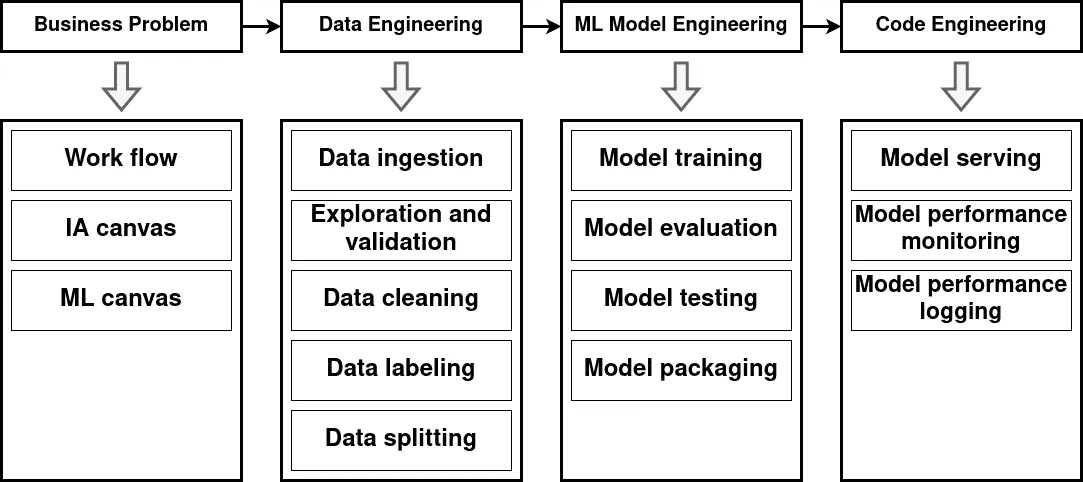 Business Problem
Data Engineering
ML Model Engineering
Code Engineering
Work flow
IA canvas
ML canvas
Data ingestion
Exploration and
validation
Data cleaning
Data labeling
Data splitting
Model training
Model evaluation
Model testing
Model packaging
Model serving
Model performance
monitoring
Model performance
logging